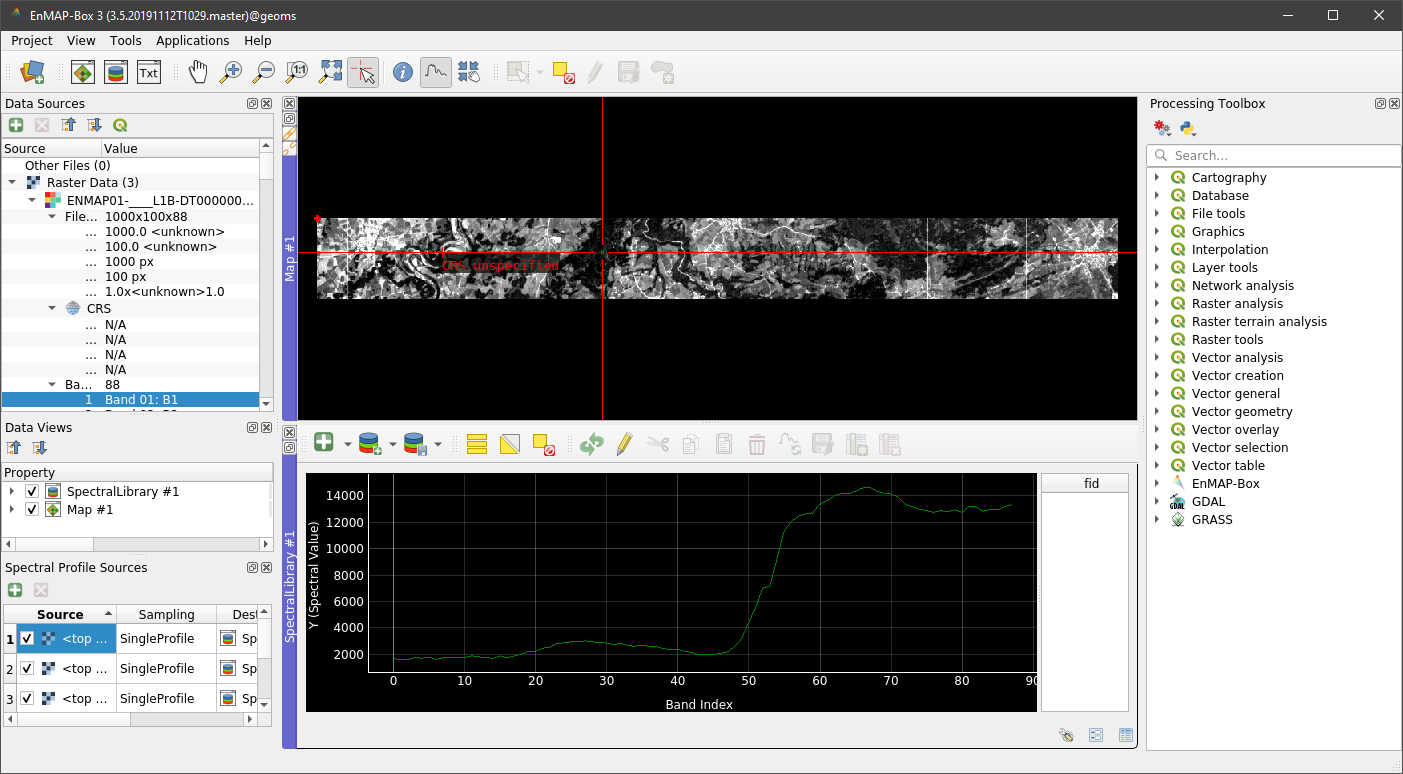 EnMAP-Box 3 (3.5.20191112T1029.master)@geoms
Project View Tools Applications Help
Txt
1:1
Data Sources
Source Value
Other Files (0)
Raster Data (3)
ENMAP01-____L1B-DT000000...
File... 1000x100x88
... 1000.0 <unknown>
... 100.0 <unknown>
... 1000 px
... 100 px
... 1.0x<unknown>1.0
CRS
... N/A
... N/A
... N/A
... N/A
Ba... 88
1 Band 01: B1
Data Views
Property
SpectralLibrary #1
Map #1
Spectral Profile Sources
Source Sampling Dest
1 <top ... SingleProfile Sp
2 <top ... SingleProfile Sp
3 <top ... SingleProfile Sp
Map #1
CRS unspecified
SpectralLibrary #1
Y (Spectral Value)
14000
12000
10000
8000
6000
4000
2000
0 10 20 30 40 50 60 70 80 90
Band Index
fid
Processing Toolbox
Search...
Cartography
Database
File tools
Graphics
Interpolation
Layer tools
Network analysis
Raster analysis
Raster terrain analysis
Raster tools
Vector analysis
Vector creation
Vector general
Vector geometry
Vector overlay
Vector selection
Vector table
EnMAP-Box
GDAL
GRASS